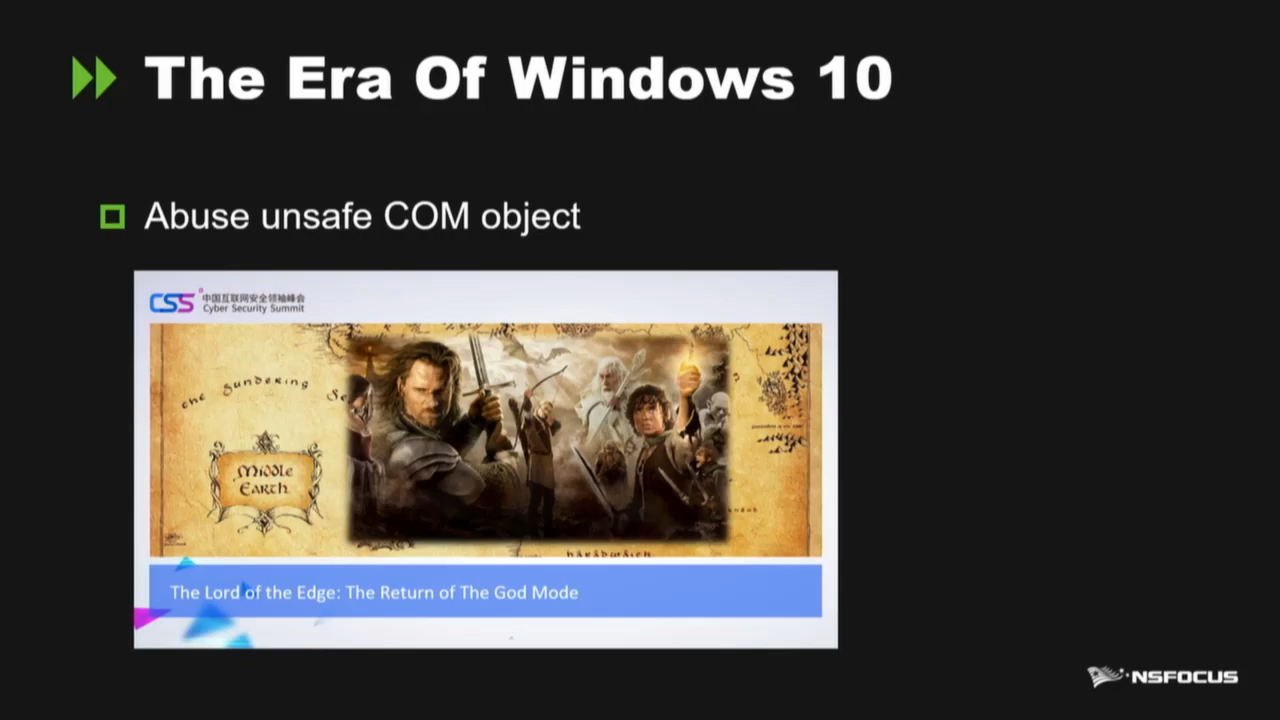 The Era Of Windows 10
Abuse unsafe COM object
CSS 中国互联网安全领袖峰会
Cyber Security Summit
the Sundering Se
Middle
Earth
The Lord of the Edge: The Return of The God Mode
NSFOCUS